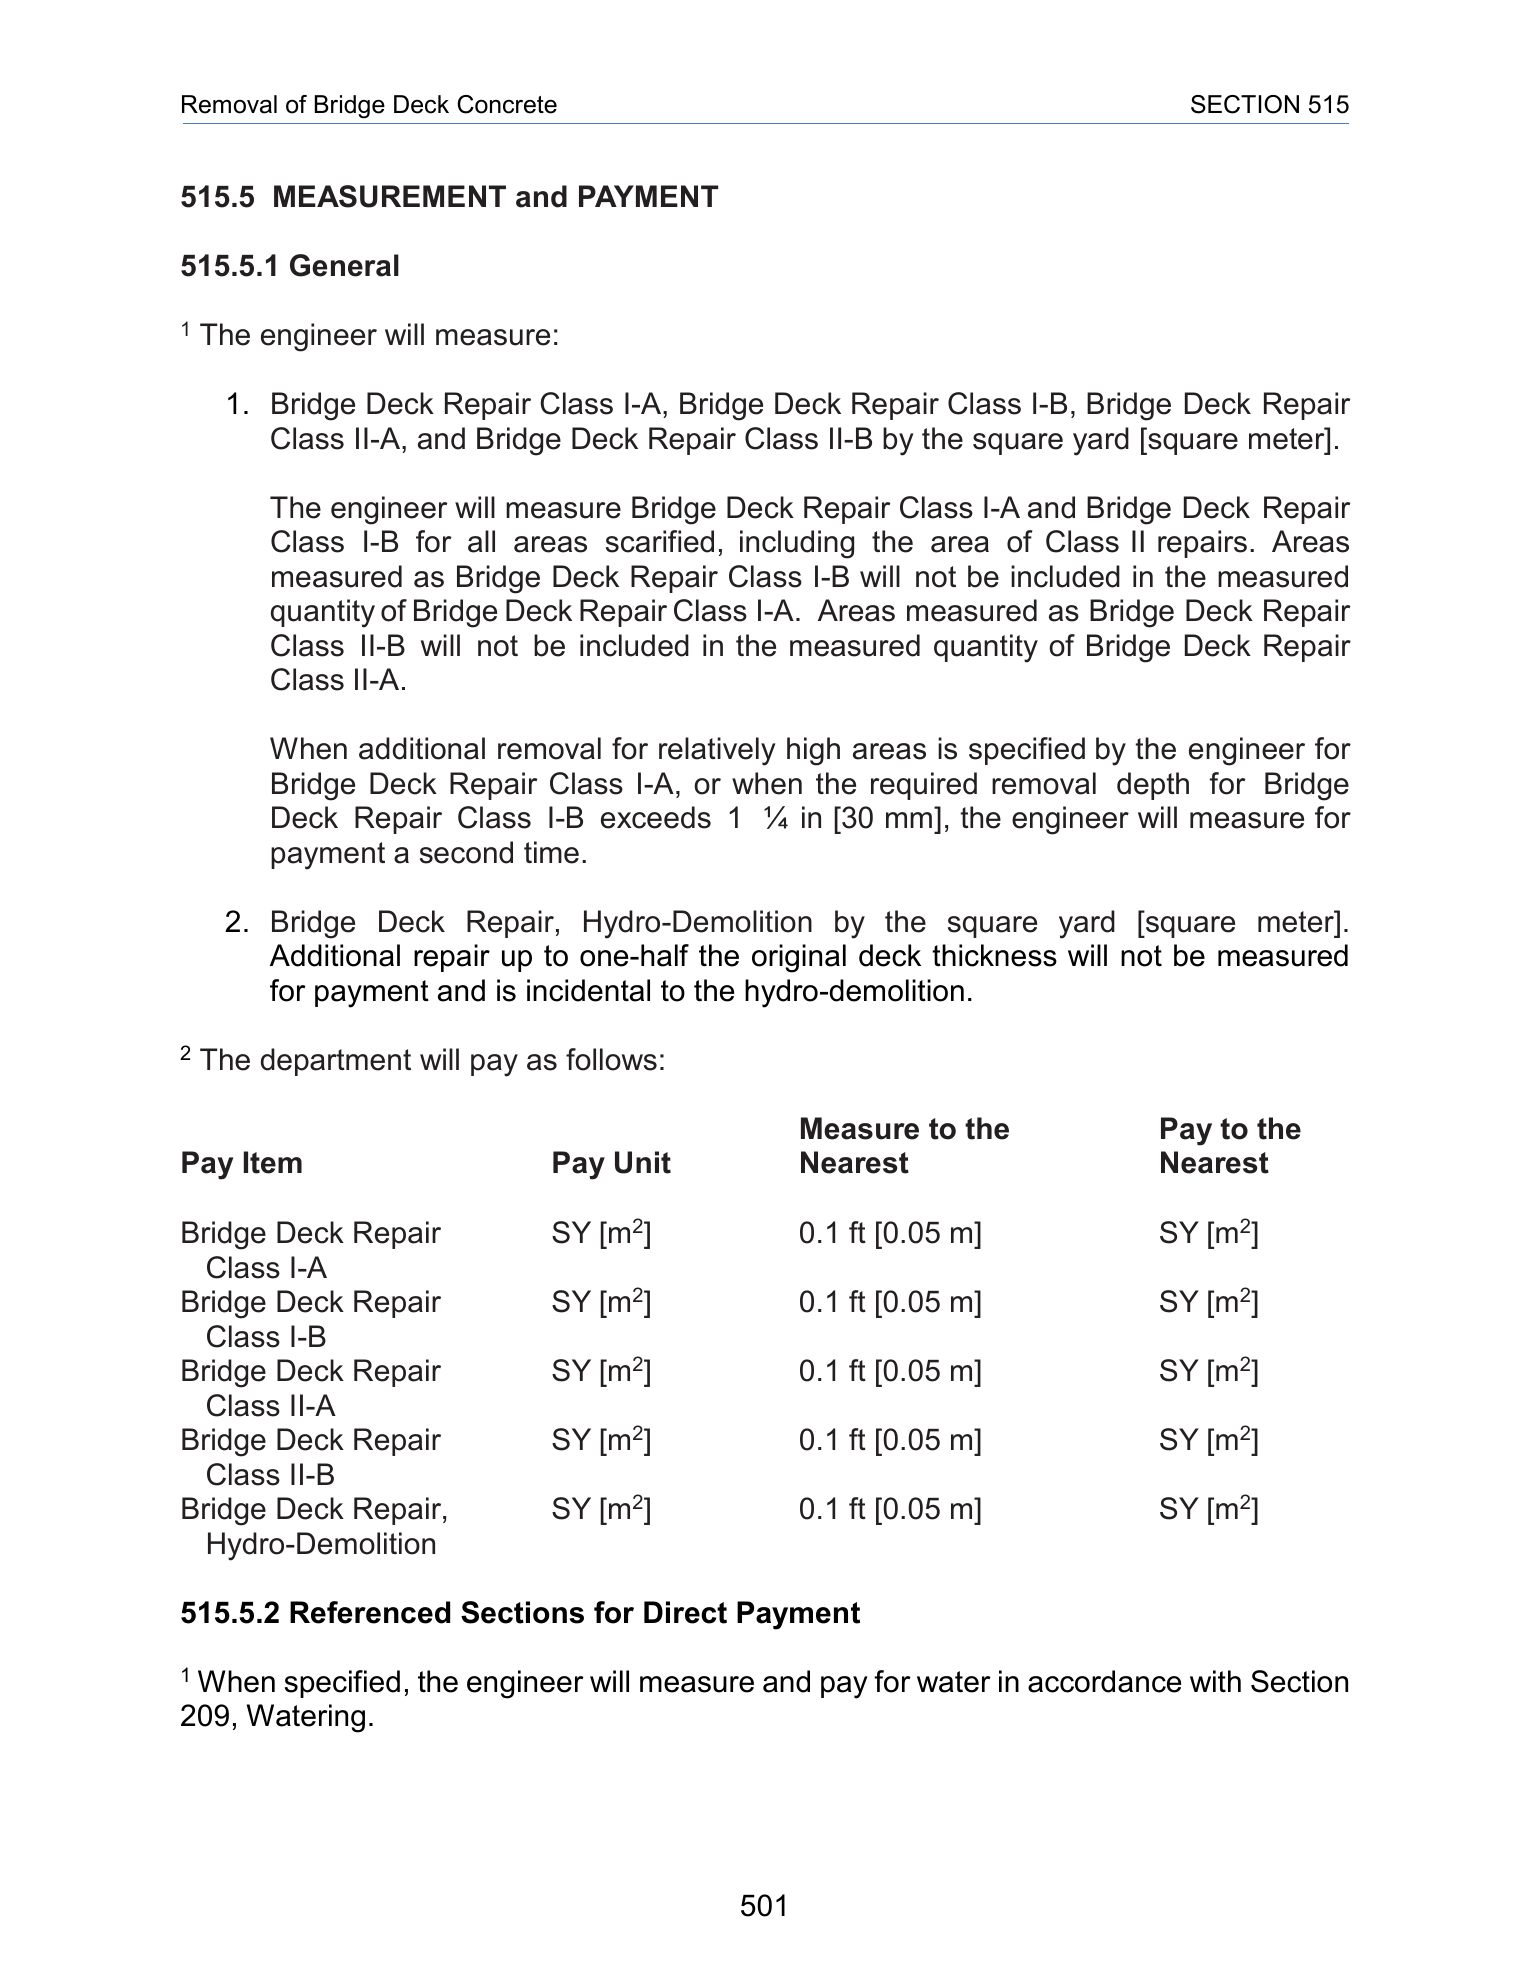 Removal of Bridge Deck Concrete SECTION 515
515.5 MEASUREMENT and PAYMENT
515.5.1 General
1 The engineer will measure:
1. Bridge Deck Repair Class I-A, Bridge Deck Repair Class I-B, Bridge Deck Repair
Class II-A, and Bridge Deck Repair Class II-B by the square yard [square meter].
The engineer will measure Bridge Deck Repair Class I-A and Bridge Deck Repair
Class I-B for all areas scarified, including the area of Class II repairs. Areas
measured as Bridge Deck Repair Class I-B will not be included in the measured
quantity of Bridge Deck Repair Class I-A. Areas measured as Bridge Deck Repair
Class II-B will not be included in the measured quantity of Bridge Deck Repair
Class II-A.
When additional removal for relatively high areas is specified by the engineer for
Bridge Deck Repair Class I-A, or when the required removal depth for Bridge
Deck Repair Class I-B exceeds 1 ¼ in [30 mm], the engineer will measure for
payment a second time.
2. Bridge Deck Repair, Hydro-Demolition by the square yard [square meter].
Additional repair up to one-half the original deck thickness will not be measured
for payment and is incidental to the hydro-demolition.
2 The department will pay as follows:
Measure to the Pay to the
Pay Item Pay Unit Nearest Nearest
Bridge Deck Repair SY [m2] 0.1 ft [0.05 m] SY [m2]
Class I-A
Bridge Deck Repair SY [m2] 0.1 ft [0.05 m] SY [m2]
Class I-B
Bridge Deck Repair SY [m2] 0.1 ft [0.05 m] SY [m2]
Class II-A
Bridge Deck Repair SY [m2] 0.1 ft [0.05 m] SY [m2]
Class II-B
Bridge Deck Repair, SY [m2] 0.1 ft [0.05 m] SY [m2]
Hydro-Demolition
515.5.2 Referenced Sections for Direct Payment
1 When specified, the engineer will measure and pay for water in accordance with Section
209, Watering.
501